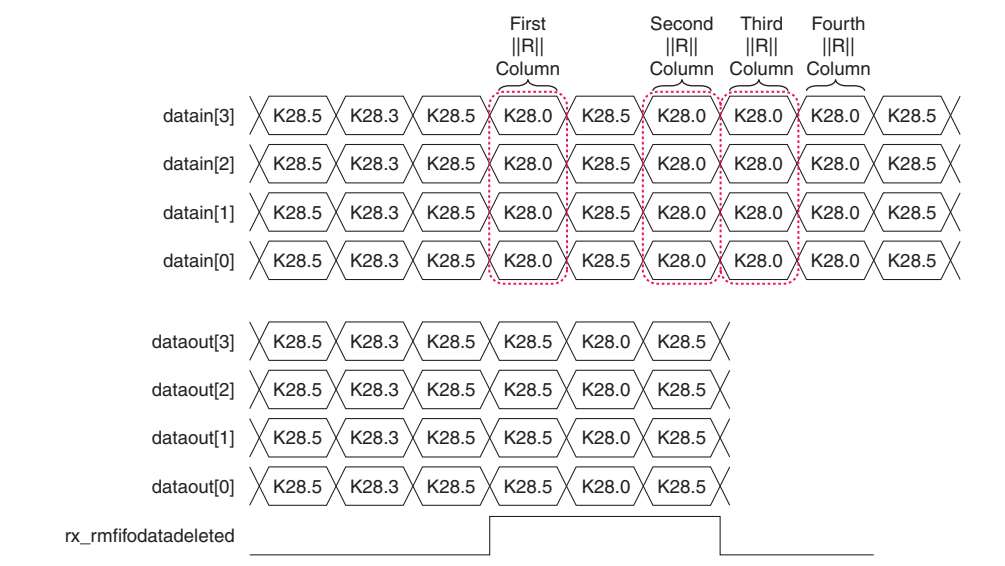 First Second Third Fourth
||R|| ||R|| ||R|| ||R||
Column Column Column Column
datain[3] K28.5 K28.3 K28.5 K28.0 K28.5 K28.0 K28.0 K28.0 K28.5
datain[2] K28.5 K28.3 K28.5 K28.0 K28.5 K28.0 K28.0 K28.0 K28.5
datain[1] K28.5 K28.3 K28.5 K28.0 K28.5 K28.0 K28.0 K28.0 K28.5
datain[0] K28.5 K28.3 K28.5 K28.0 K28.5 K28.0 K28.0 K28.0 K28.5
dataout[3] K28.5 K28.3 K28.5 K28.5 K28.0 K28.5
dataout[2] K28.5 K28.3 K28.5 K28.5 K28.0 K28.5
dataout[1] K28.5 K28.3 K28.5 K28.5 K28.0 K28.5
dataout[0] K28.5 K28.3 K28.5 K28.5 K28.0 K28.5
rx_rmfifodatadeleted